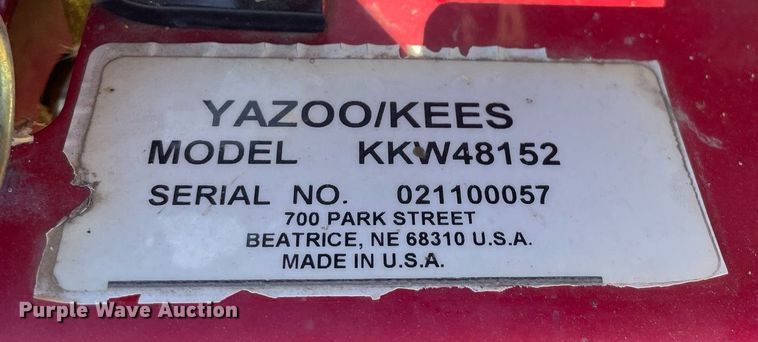 YAZOO/KEES
MODEL KKW48152
SERIAL NO. 021100057
700 PARK STREET
BEATRICE, NE 68310 U.S.A.
MADE IN U.S.A.
Purple Wave Auction